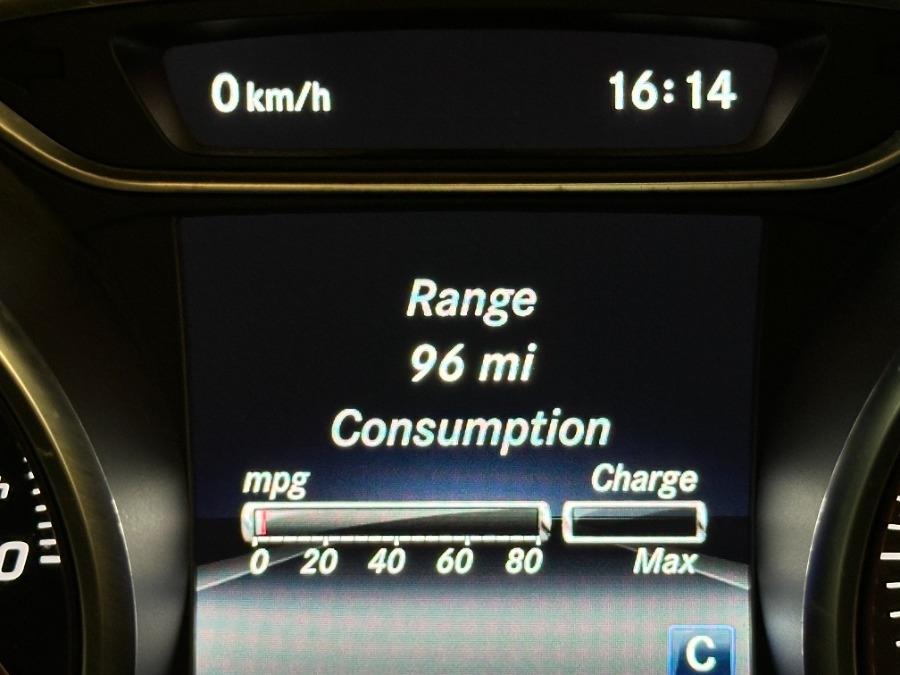 0 km/h 16:14
Range
96 mi
Consumption
mpg Charge
0 20 40 60 80 Max
C